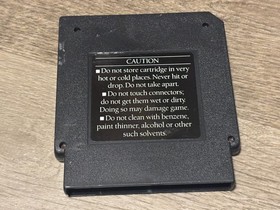 CAUTION
■ Do not store cartridge in very
hot or cold places. Never hit or
drop. Do not take apart.
■ Do not touch connectors;
do not get them wet or dirty.
Doing so may damage game.
■ Do not clean with benzene,
paint thinner, alcohol or other
such solvents.